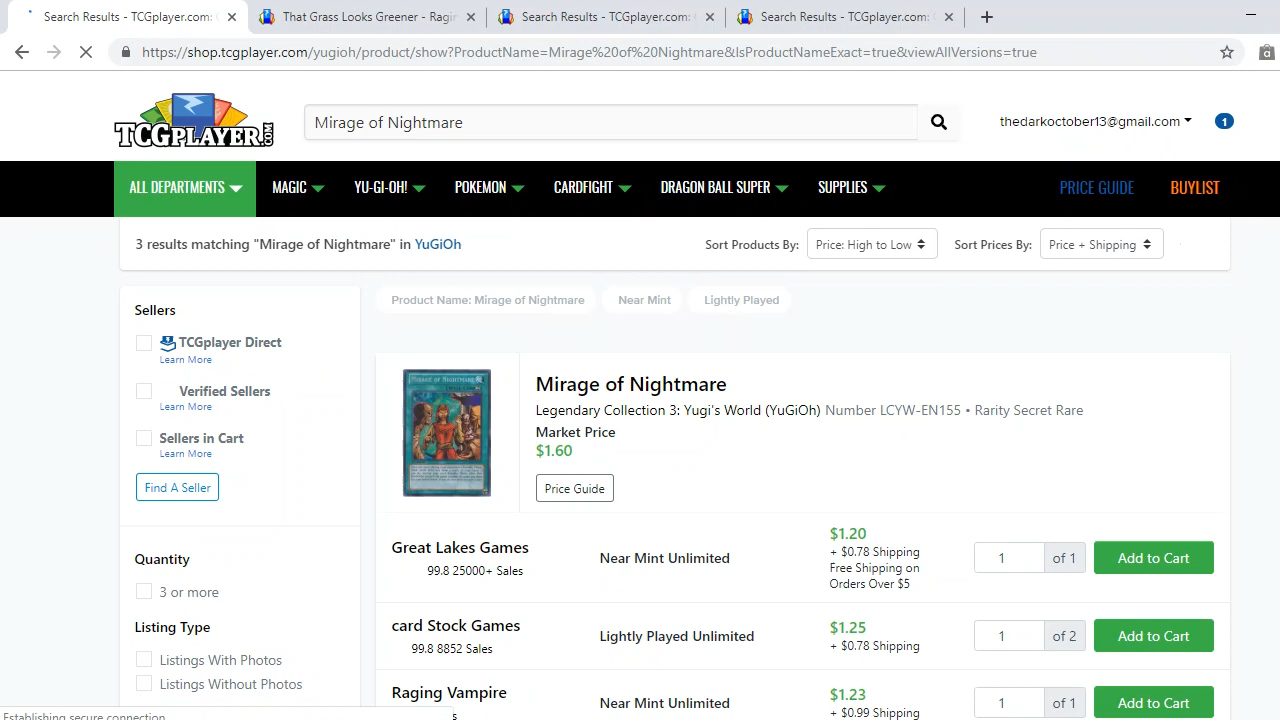 Search Results - TCGplayer.com:
That Grass Looks Greener - Ragin
Search Results - TCGplayer.com:
Search Results - TCGplayer.com:
https://shop.tcgplayer.com/yugioh/product/show?ProductName=Mirage%20of%20Nightmare&IsProductNameExact=true&viewAllVersions=true
TCGPLAYER.COM
Mirage of Nightmare
thedarkoctober13@gmail.com
1
ALL DEPARTMENTS
MAGIC
YU-GI-OH!
POKEMON
CARDFIGHT
DRAGON BALL SUPER
SUPPLIES
PRICE GUIDE
BUYLIST
3 results matching "Mirage of Nightmare" in YuGiOh
Sort Products By:
Price: High to Low
Sort Prices By:
Price + Shipping
Sellers
TCGplayer Direct
Learn More
Verified Sellers
Learn More
Sellers in Cart
Learn More
Find A Seller
Quantity
3 or more
Listing Type
Listings With Photos
Listings Without Photos
Product Name: Mirage of Nightmare
Near Mint
Lightly Played
Mirage of Nightmare
Mirage of Nightmare
Legendary Collection 3: Yugi's World (YuGiOh) Number LCYW-EN155 • Rarity Secret Rare
Market Price
$1.60
Price Guide
Great Lakes Games
99.8 25000+ Sales
Near Mint Unlimited
$1.20
+ $0.78 Shipping
Free Shipping on
Orders Over $5
1
of 1
Add to Cart
card Stock Games
99.8 8852 Sales
Lightly Played Unlimited
$1.25
+ $0.78 Shipping
1
of 2
Add to Cart
Raging Vampire
Near Mint Unlimited
$1.23
+ $0.99 Shipping
1
of 1
Add to Cart
Establishing secure connection